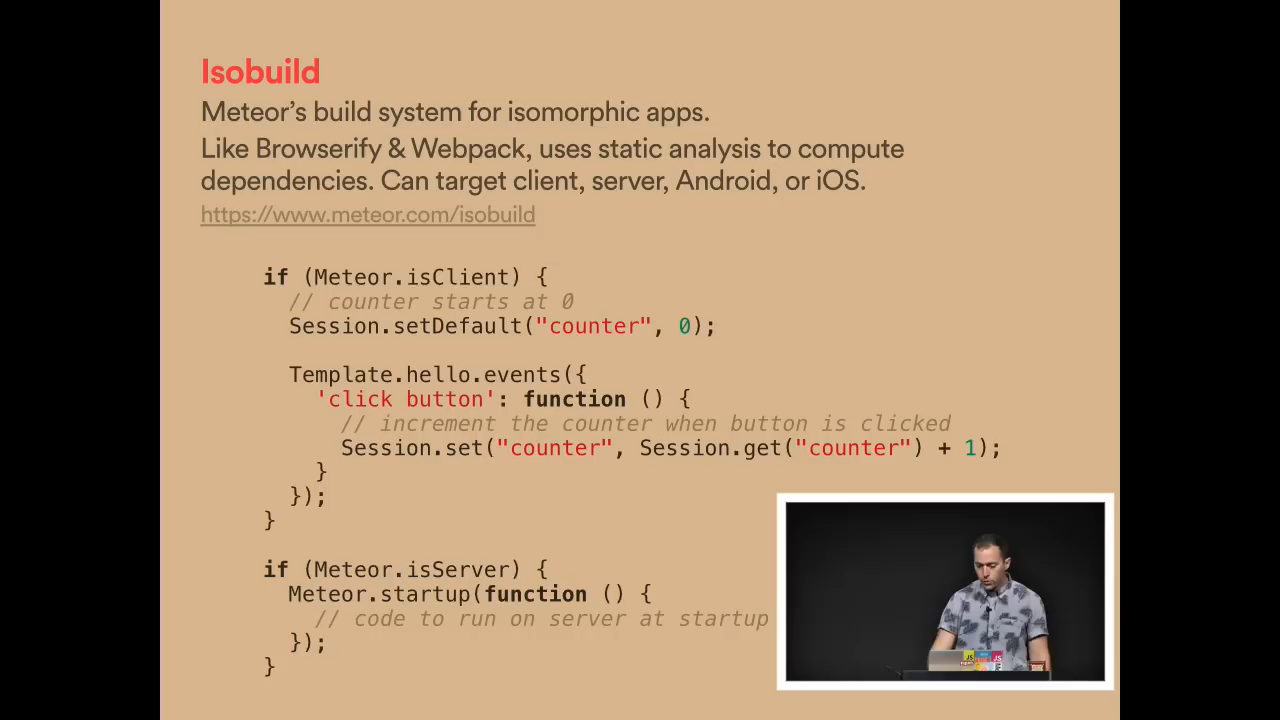 Isobuild
Meteor’s build system for isomorphic apps.
Like Browserify & Webpack, uses static analysis to compute
dependencies. Can target client, server, Android, or iOS.
https://www.meteor.com/isobuild
if (Meteor.isClient) {
// counter starts at 0
Session.setDefault("counter", 0);
Template.hello.events({
'click button': function () {
// increment the counter when button is clicked
Session.set("counter", Session.get("counter") + 1);
}
});
}
if (Meteor.isServer) {
Meteor.startup(function () {
// code to run on server at startup
});
}
JS
JS
npm